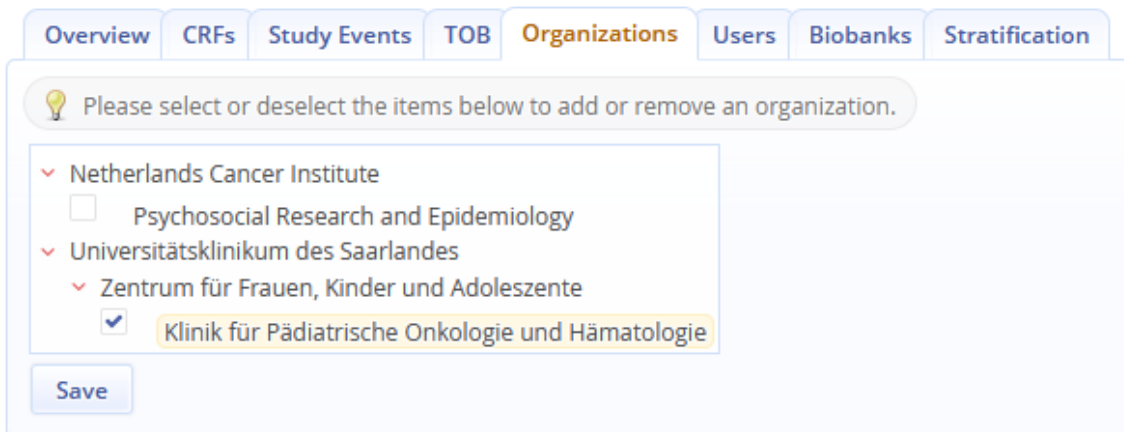 Overview CRFs Study Events TOB Organizations Users Biobanks Stratification
Please select or deselect the items below to add or remove an organization.
Netherlands Cancer Institute
Psychosocial Research and Epidemiology
Universitätsklinikum des Saarlandes
Zentrum für Frauen, Kinder und Adoleszente
Klinik für Pädiatrische Onkologie und Hämatologie
Save